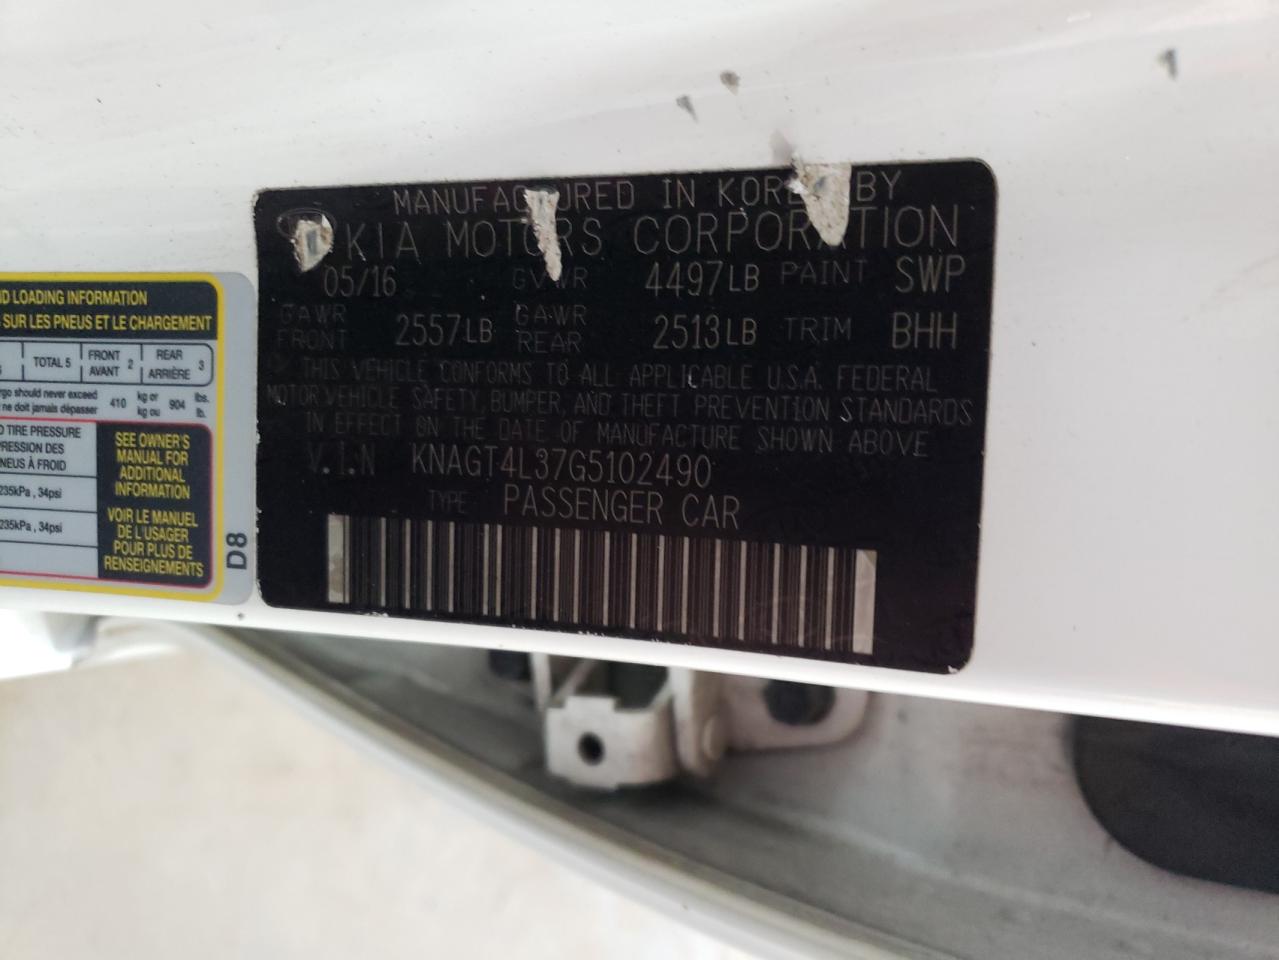 MANUFACTURED IN KOREA BY
KIA MOTORS CORPORATION
05/16 GVWR 4497LB PAINT SWP
GAWR FRONT 2557LB GAWR REAR 2513LB TRIM BHH
THIS VEHICLE CONFORMS TO ALL APPLICABLE U.S.A. FEDERAL
MOTOR VEHICLE SAFETY, BUMPER, AND THEFT PREVENTION STANDARDS
IN EFFECT ON THE DATE OF MANUFACTURE SHOWN ABOVE
V.I.N KNAGT4L37G5102490
TYPE PASSENGER CAR
LOADING INFORMATION
SUR LES PNEUS ET LE CHARGEMENT
TOTAL 5 FRONT AVANT 2 REAR ARRIÈRE 3
should never exceed 410 kg or 904 lbs.
ne doit jamais dépasser kg ou lb.
TIRE PRESSURE
DES
À FROID
235kPa, 34psi
235kPa, 34psi
SEE OWNER'S
MANUAL FOR
ADDITIONAL
INFORMATION
VOIR LE MANUEL
DE L'USAGER
POUR PLUS DE
RENSEIGNEMENTS
D8